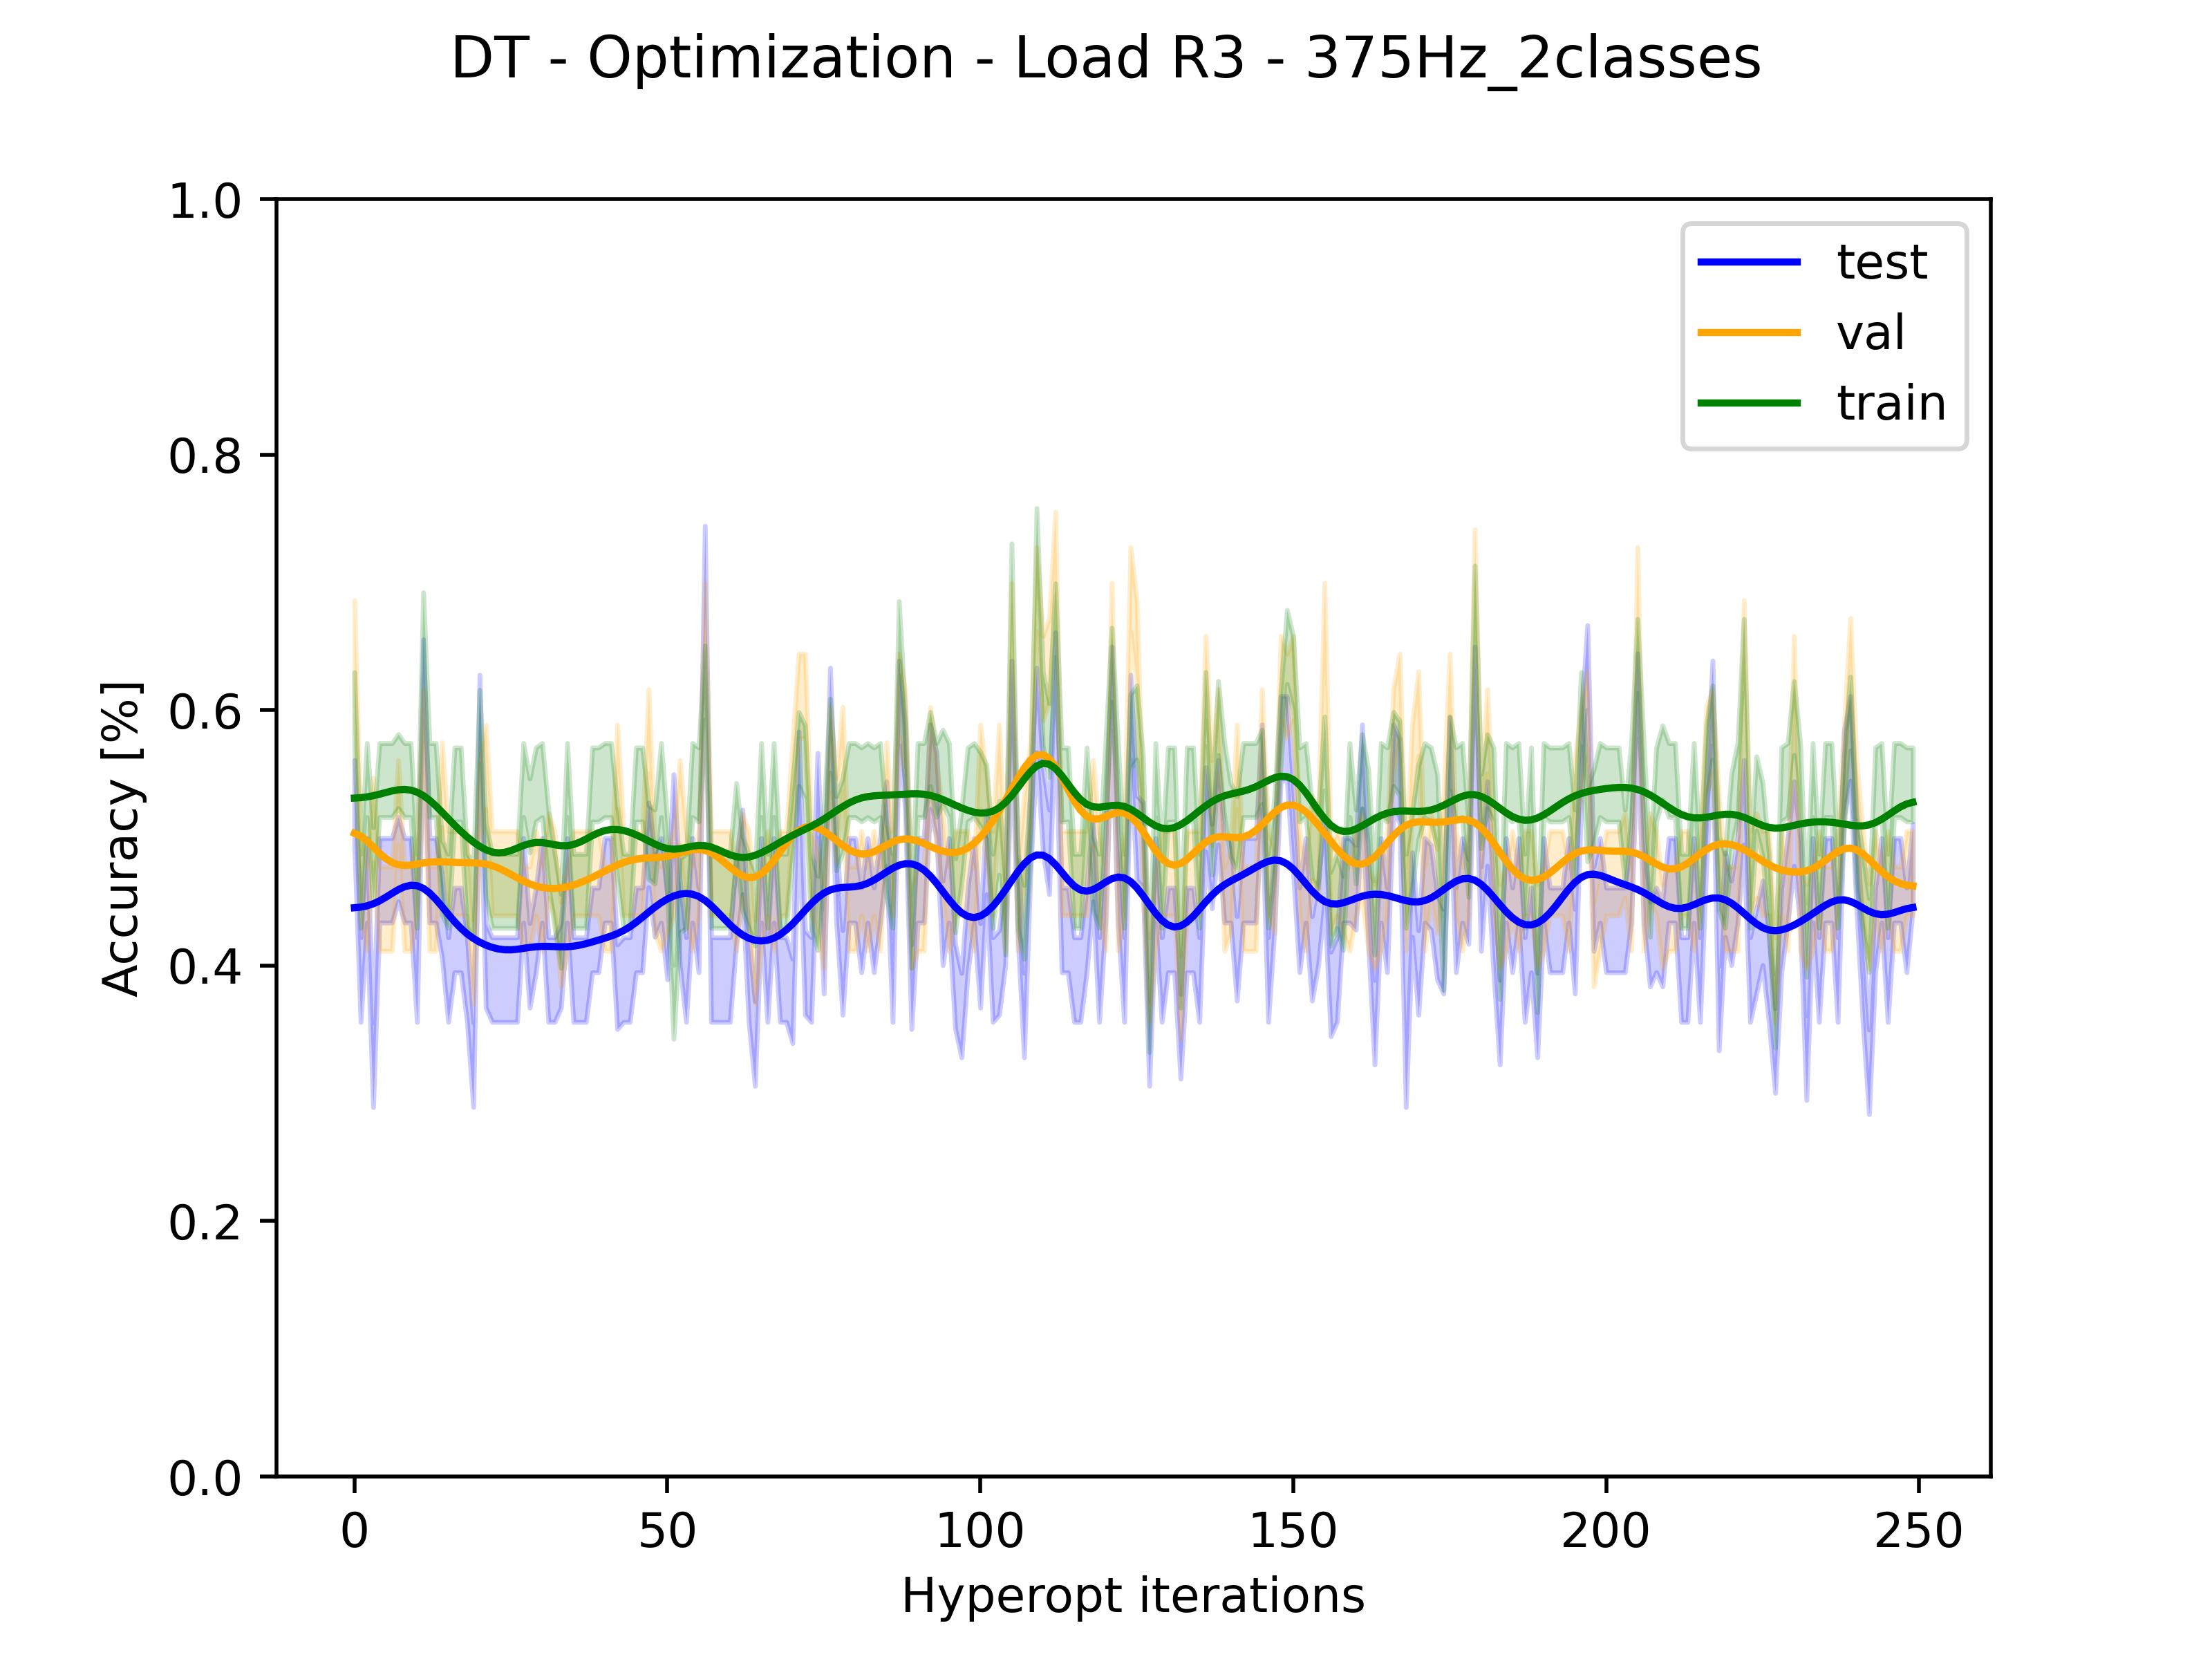 DT - Optimization - Load R3 - 375Hz_2classes
1.0
0.8
0.6
0.4
0.2
0.0
Accuracy [%]
test
val
train
0 50 100 150 200 250
Hyperopt iterations